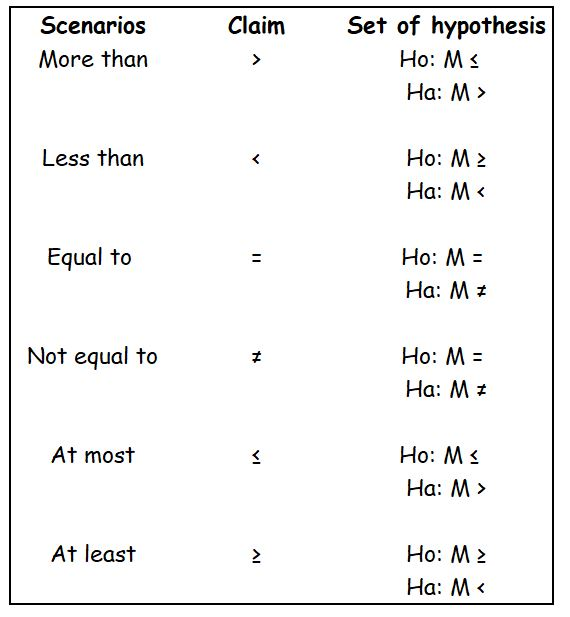 Scenarios Claim Set of hypothesis
More than > Ho: M ≤
Ha: M >
Less than < Ho: M ≥
Ha: M <
Equal to = Ho: M =
Ha: M ≠
Not equal to ≠ Ho: M =
Ha: M ≠
At most ≤ Ho: M ≤
Ha: M >
At least ≥ Ho: M ≥
Ha: M <